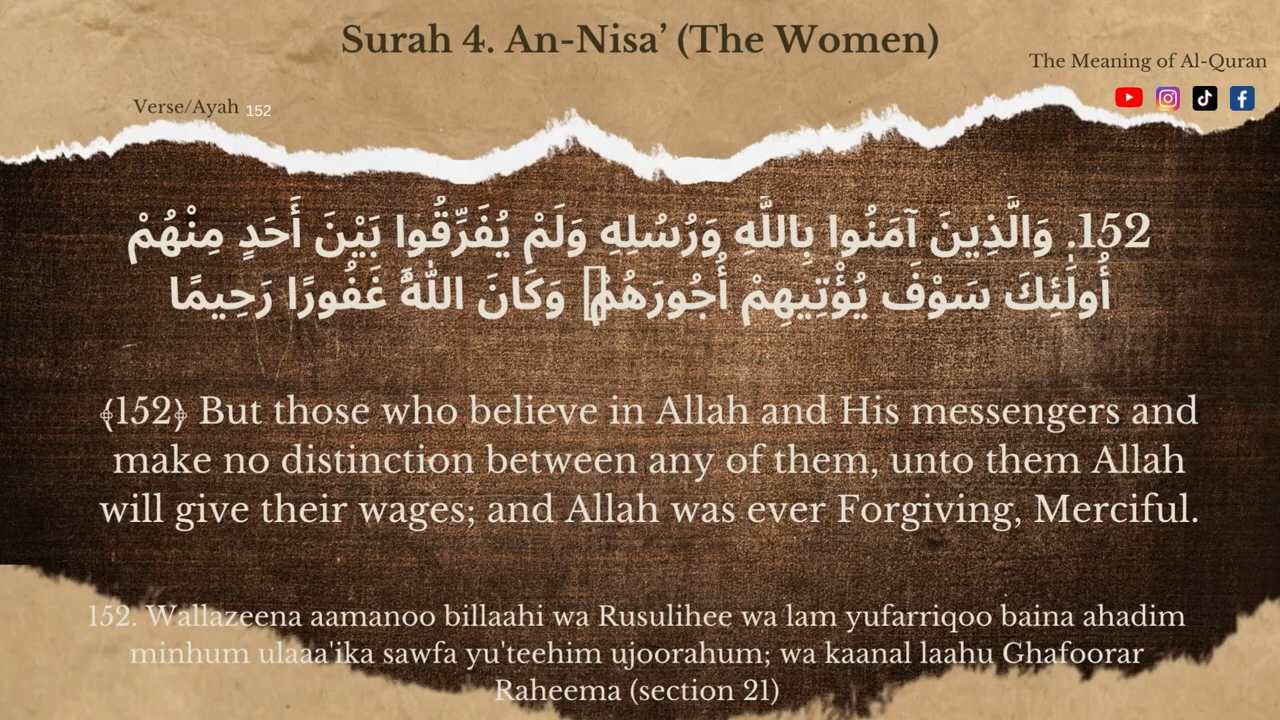 Surah 4. An-Nisa’ (The Women)
The Meaning of Al-Quran
Verse/Ayah 152
152. وَالَّذِينَ آمَنُوا بِاللَّهِ وَرُسُلِهِ وَلَمْ يُفَرِّقُوا بَيْنَ أَحَدٍ مِنْهُمْ
أُولَٰئِكَ سَوْفَ يُؤْتِيهِمْ أُجُورَهُمْ وَكَانَ اللَّهُ غَفُورًا رَحِيمًا
﴾152﴿ But those who believe in Allah and His messengers and
make no distinction between any of them, unto them Allah
will give their wages; and Allah was ever Forgiving, Merciful.
152. Wallazeena aamanoo billaahi wa Rusulihee wa lam yufarriqoo baina ahadim
minhum ulaaa'ika sawfa yu'teehim ujoorahum; wa kaanal laahu Ghafoorar
Raheema (section 21)